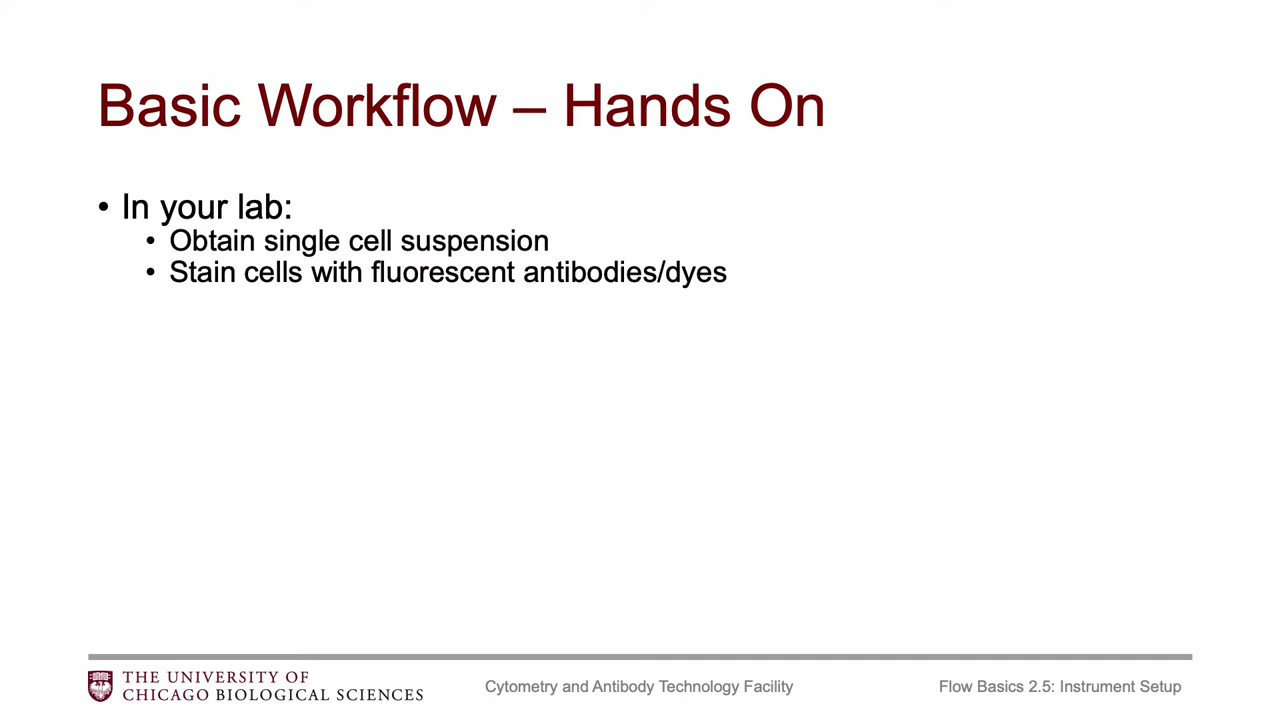 Basic Workflow – Hands On
• In your lab:
• Obtain single cell suspension
• Stain cells with fluorescent antibodies/dyes
THE UNIVERSITY OF
CHICAGO BIOLOGICAL SCIENCES
Cytometry and Antibody Technology Facility
Flow Basics 2.5: Instrument Setup